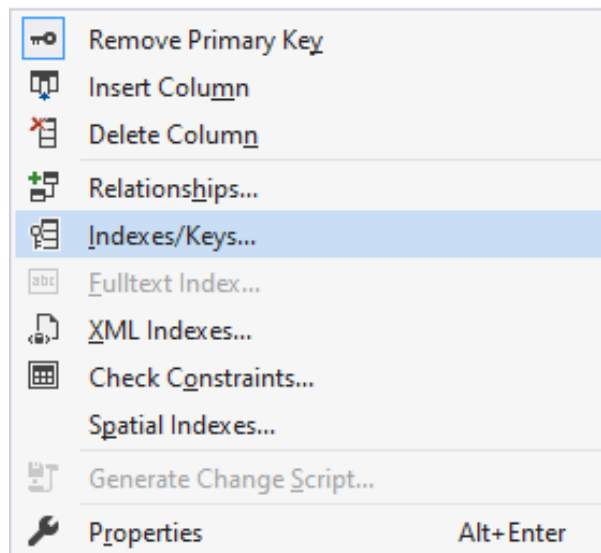 Remove Primary Key
Insert Column
Delete Column
Relationships...
Indexes/Keys...
abc Fulltext Index...
XML Indexes...
Check Constraints...
Spatial Indexes...
Generate Change Script...
Properties Alt+Enter